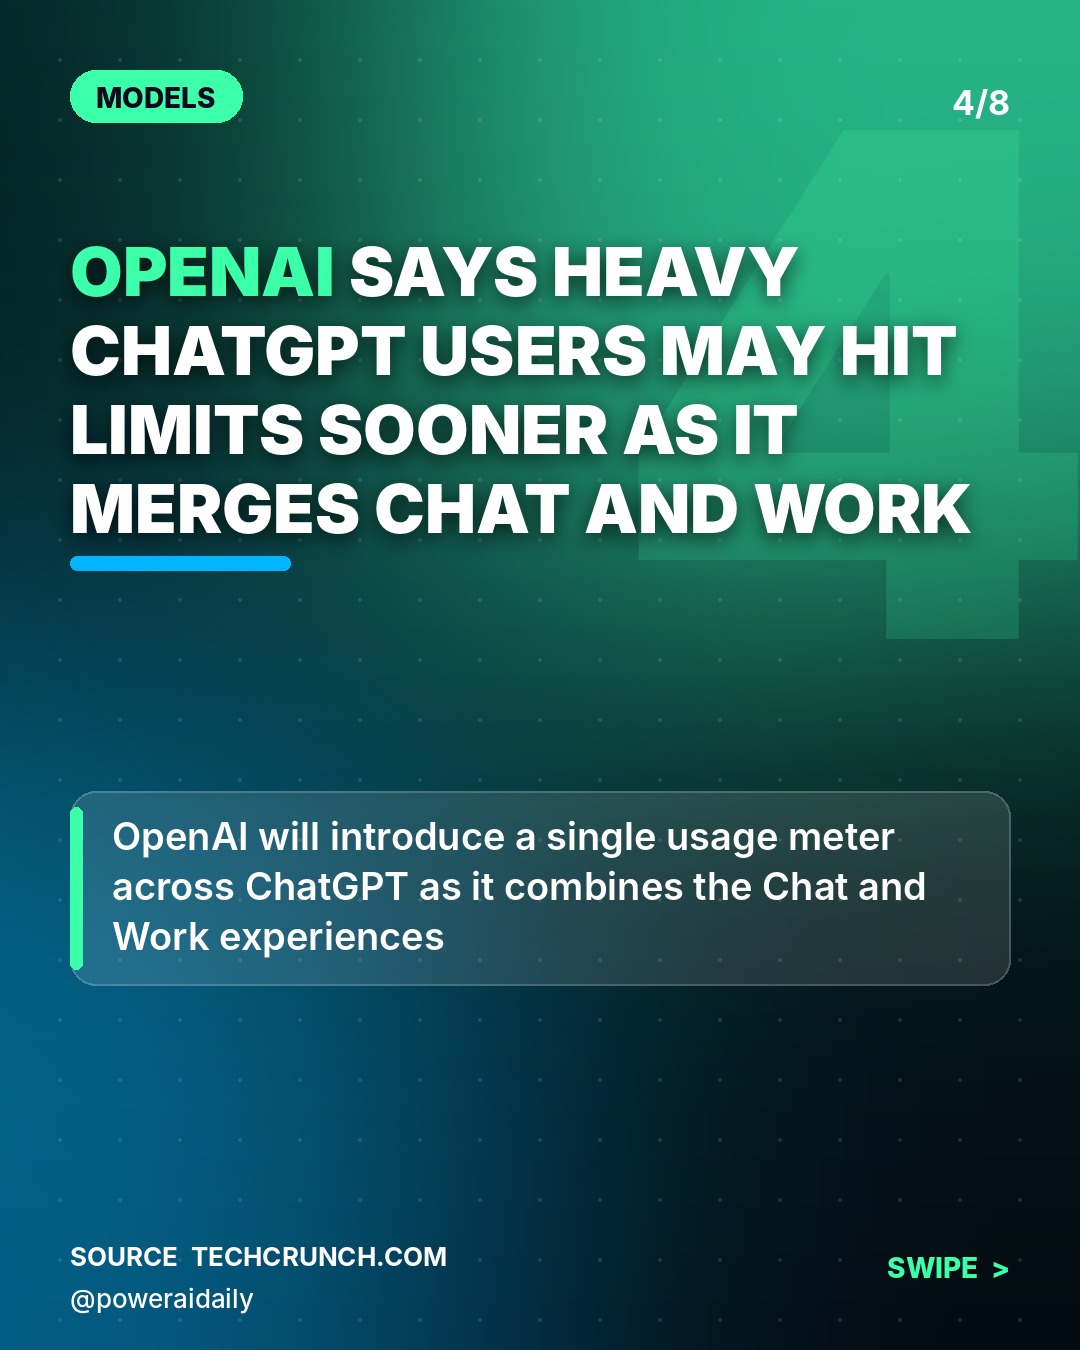 MODELS
4/8
4
OPENAI SAYS HEAVY
CHATGPT USERS MAY HIT
LIMITS SOONER AS IT
MERGES CHAT AND WORK
OpenAI will introduce a single usage meter
across ChatGPT as it combines the Chat and
Work experiences
SOURCE TECHCRUNCH.COM
@poweraidaily
SWIPE >